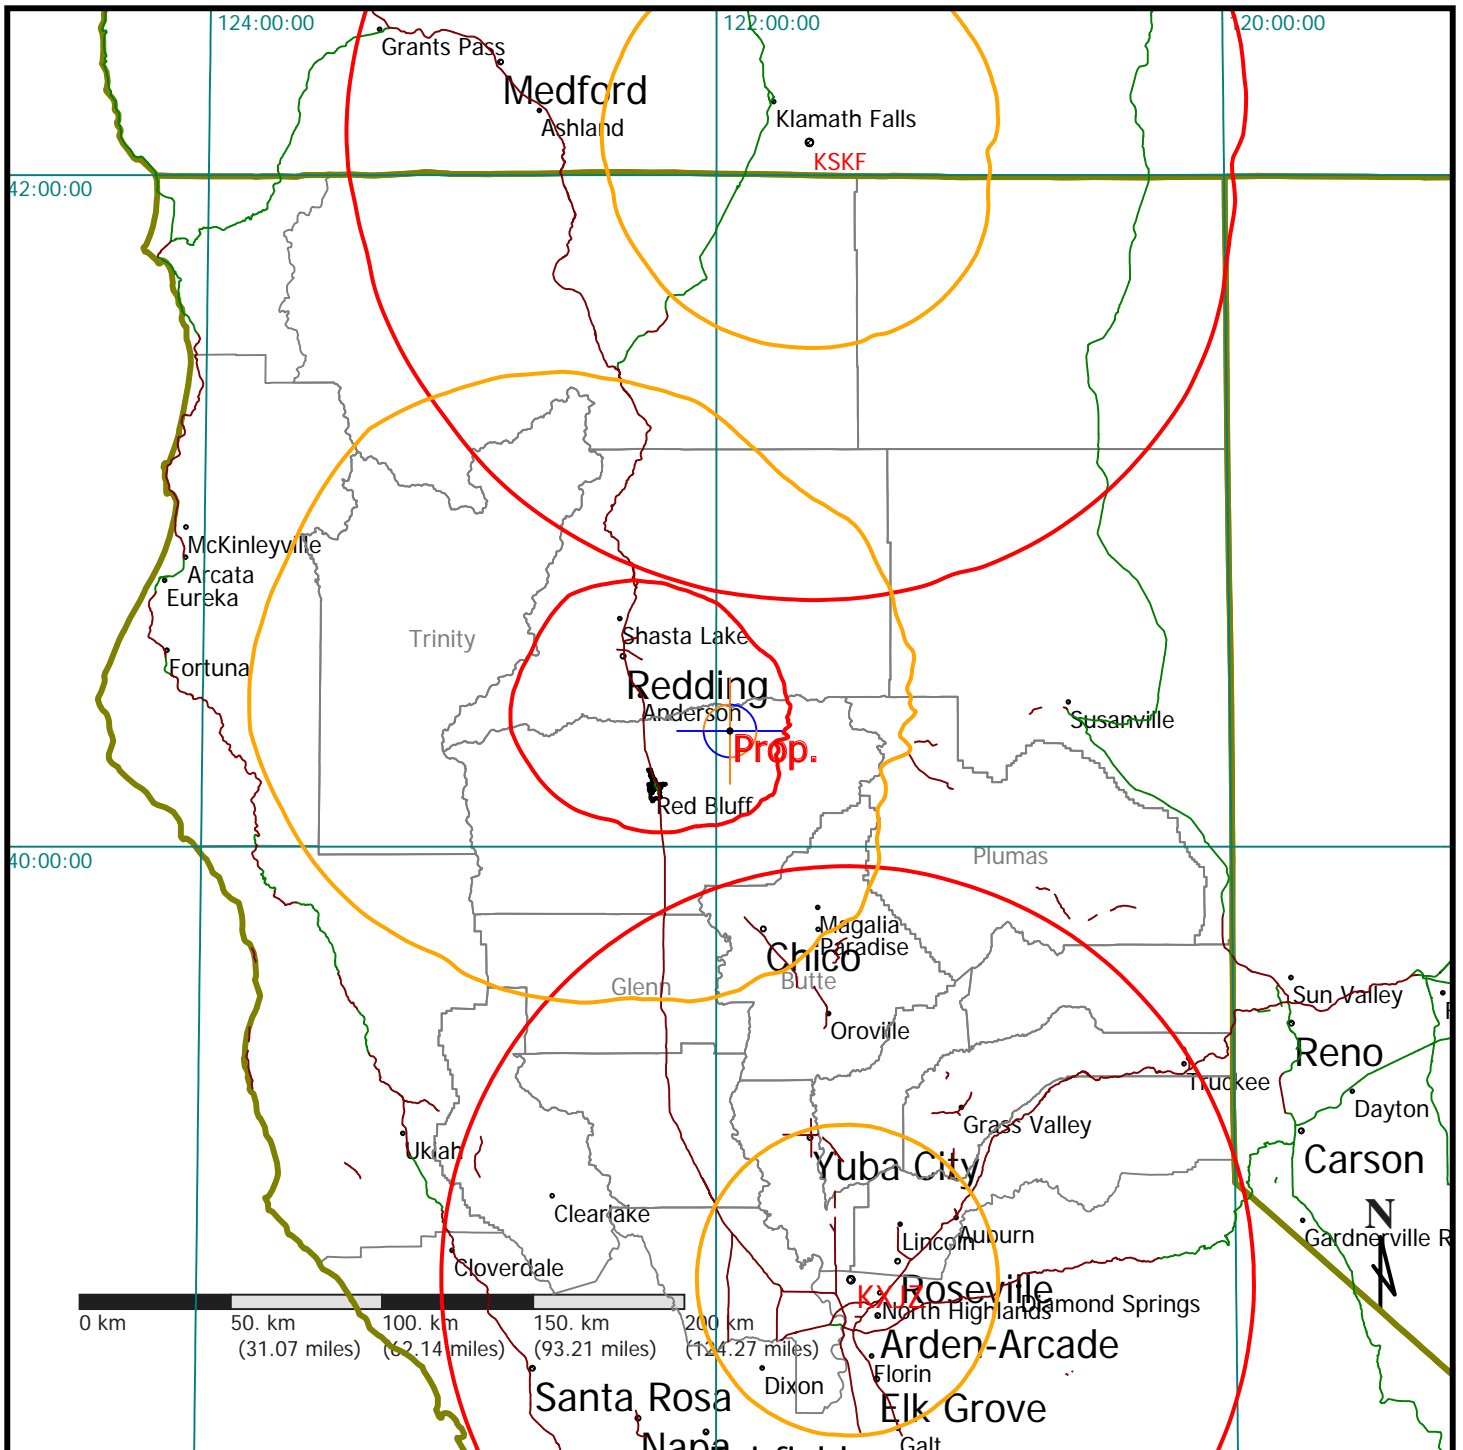 124:00:00
122:00:00
120:00:00
Grants Pass
Medford
Ashland
Klamath Falls
KSKF
42:00:00
McKinleyville
Arcata
Eureka
Trinity
Shasta Lake
Fortuna
Redding
Anderson
Susanville
Prop.
Red Bluff
40:00:00
Plumas
Magalia
Paradise
Chico
Butte
Glenn
Sun Valley
Oroville
Reno
Truckee
Dayton
Grass Valley
Ukiah
Yuba City
Carson
Clearlake
N
Auburn
Lincoln
Gardnerville R
Cloverdale
Roseville
KXJZ
North Highlands
Diamond Springs
0 km
50. km
100. km
150. km
200 km
(31.07 miles)
(62.14 miles)
(93.21 miles)
(124.27 miles)
Arden-Arcade
Florin
Dixon
Santa Rosa
Elk Grove
Napa
Galt